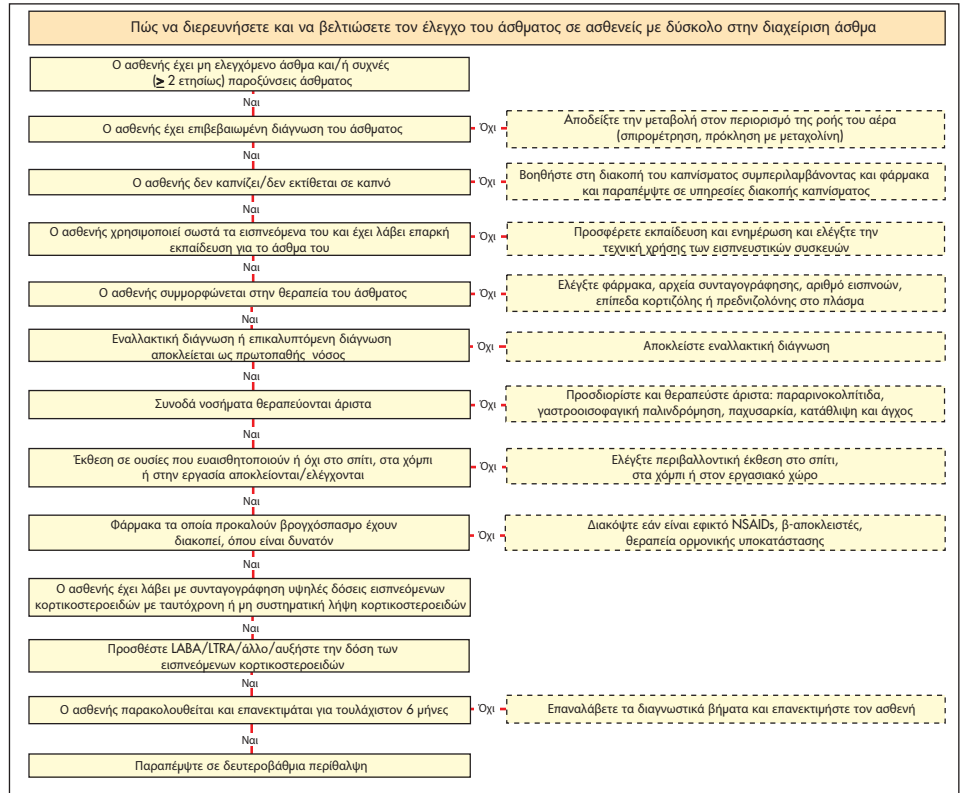 Πώς να διερευνήσετε και να βελτιώσετε τον έλεγχο του άσθματος σε ασθενείς με δύσκολο στην διαχείριση άσθμα
Ο ασθενής έχει μη ελεγχόμενο άσθμα και/ή συχνές
(≥ 2 ετησίως) παροξύνσεις άσθματος
Ναι
Ο ασθενής έχει επιβεβαιωμένη διάγνωση του άσθματος
Όχι
Αποδείξτε την μεταβολή στον περιορισμό της ροής του αέρα
(σπιρομέτρηση, πρόκληση με μεταχολίνη)
Ναι
Ο ασθενής δεν καπνίζει/δεν εκτίθεται σε καπνό
Όχι
Βοηθήστε στη διακοπή του καπνίσματος συμπεριλαμβάνοντας και φάρμακα
και παραπέμψτε σε υπηρεσίες διακοπής καπνίσματος
Ναι
Ο ασθενής χρησιμοποιεί σωστά τα εισπνεόμενα του και έχει λάβει επαρκή
εκπαίδευση για το άσθμα του
Όχι
Προσφέρετε εκπαίδευση και ενημέρωση και ελέγξτε την
τεχνική χρήσης των εισπνευστικών συσκευών
Ναι
Ο ασθενής συμμορφώνεται στην θεραπεία του άσθματος
Όχι
Ελέγξτε φάρμακα, αρχεία συνταγογράφησης, αριθμό εισπνοών,
επίπεδα κορτιζόλης ή πρεδνιζολόνης στο πλάσμα
Ναι
Εναλλακτική διάγνωση ή επικαλυπτόμενη διάγνωση
αποκλείεται ως πρωτοπαθής νόσος
Όχι
Αποκλείστε εναλλακτική διάγνωση
Ναι
Συνοδά νοσήματα θεραπεύονται άριστα
Όχι
Προσδιορίστε και θεραπεύστε άριστα: παραρινοκολπίτιδα,
γαστροοισοφαγική παλινδρόμηση, παχυσαρκία, κατάθλιψη και άγχος
Ναι
Έκθεση σε ουσίες που ευαισθητοποιούν ή όχι στο σπίτι, στα χόμπι
ή στην εργασία αποκλείονται/ελέγχονται
Όχι
Ελέγξτε περιβαλλοντική έκθεση στο σπίτι,
στα χόμπι ή στον εργασιακό χώρο
Ναι
Φάρμακα τα οποία προκαλούν βρογχόσπασμο έχουν
διακοπεί, όπου είναι δυνατόν
Όχι
Διακόψτε εάν είναι εφικτό NSAIDs, β-αποκλειστές,
θεραπεία ορμονικής υποκατάστασης
Ναι
Ο ασθενής έχει λάβει με συνταγογράφηση υψηλές δόσεις εισπνεόμενων
κορτικοστεροειδών με ταυτόχρονη ή μη συστηματική λήψη κορτικοστεροειδών
Ναι
Προσθέστε LABA/LTRA/άλλο/αυξήστε την δόση των
εισπνεόμενων κορτικοστεροειδών
Ναι
Ο ασθενής παρακολουθείται και επανεκτιμάται για τουλάχιστον 6 μήνες
Όχι
Επαναλάβετε τα διαγνωστικά βήματα και επανεκτιμήστε τον ασθενή
Ναι
Παραπέμψτε σε δευτεροβάθμια περίθαλψη